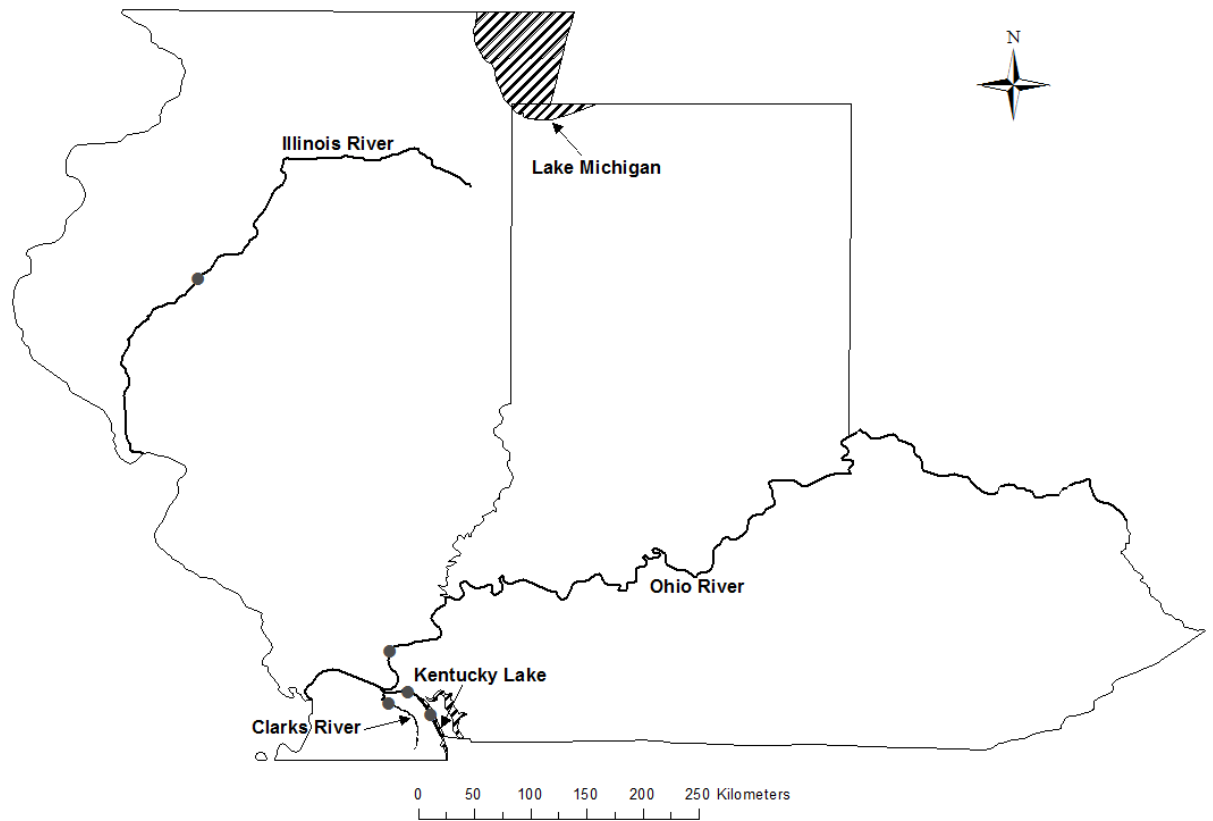 N
Illinois River
Lake Michigan
Ohio River
Kentucky Lake
Clarks River
0 50 100 150 200 250 Kilometers